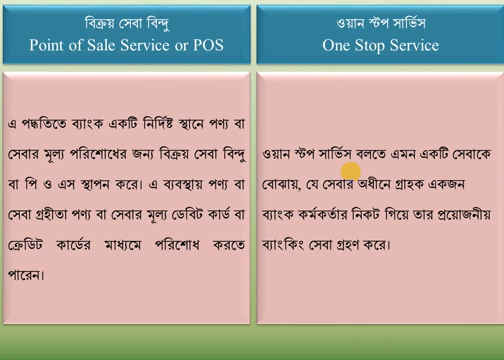 বিক্রয় সেবা বিন্দু
Point of Sale Service or POS
এ পদ্ধতিতে ব্যাংক একটি নির্দিষ্ট স্থানে পণ্য বা
সেবার মূল্য পরিশোধের জন্য বিক্রয় সেবা বিন্দু
বা পি ও এস স্থাপন করে। এ ব্যবস্থায় পণ্য বা
সেবা গ্রহীতা পণ্য বা সেবার মূল্য ডেবিট কার্ড বা
ক্রেডিট কার্ডের মাধ্যমে পরিশোধ করতে
পারেন।
ওয়ান স্টপ সার্ভিস
One Stop Service
ওয়ান স্টপ সার্ভিস বলতে এমন একটি সেবাকে
বোঝায়, যে সেবার অধীনে গ্রাহক একজন
ব্যাংক কর্মকর্তার নিকট গিয়ে তার প্রয়োজনীয়
ব্যাংকিং সেবা গ্রহণ করে।